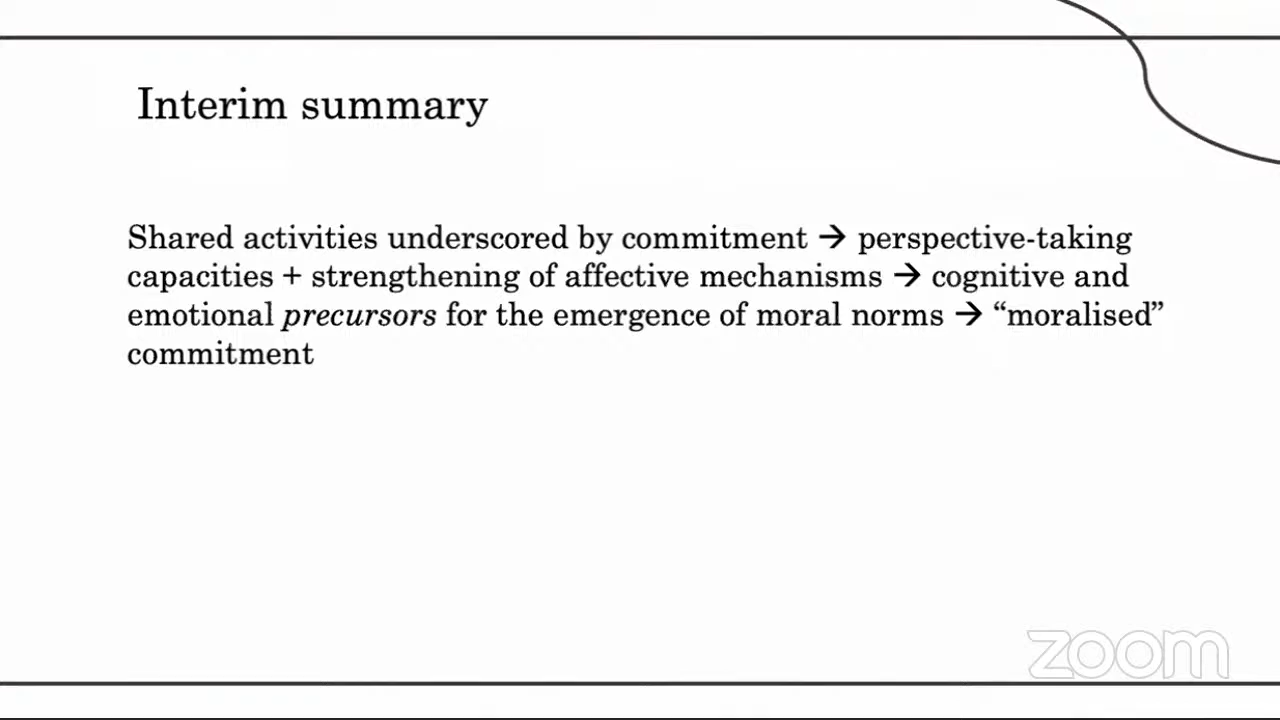 Interim summary
Shared activities underscored by commitment → perspective-taking
capacities + strengthening of affective mechanisms → cognitive and
emotional precursors for the emergence of moral norms → “moralised”
commitment
zoom